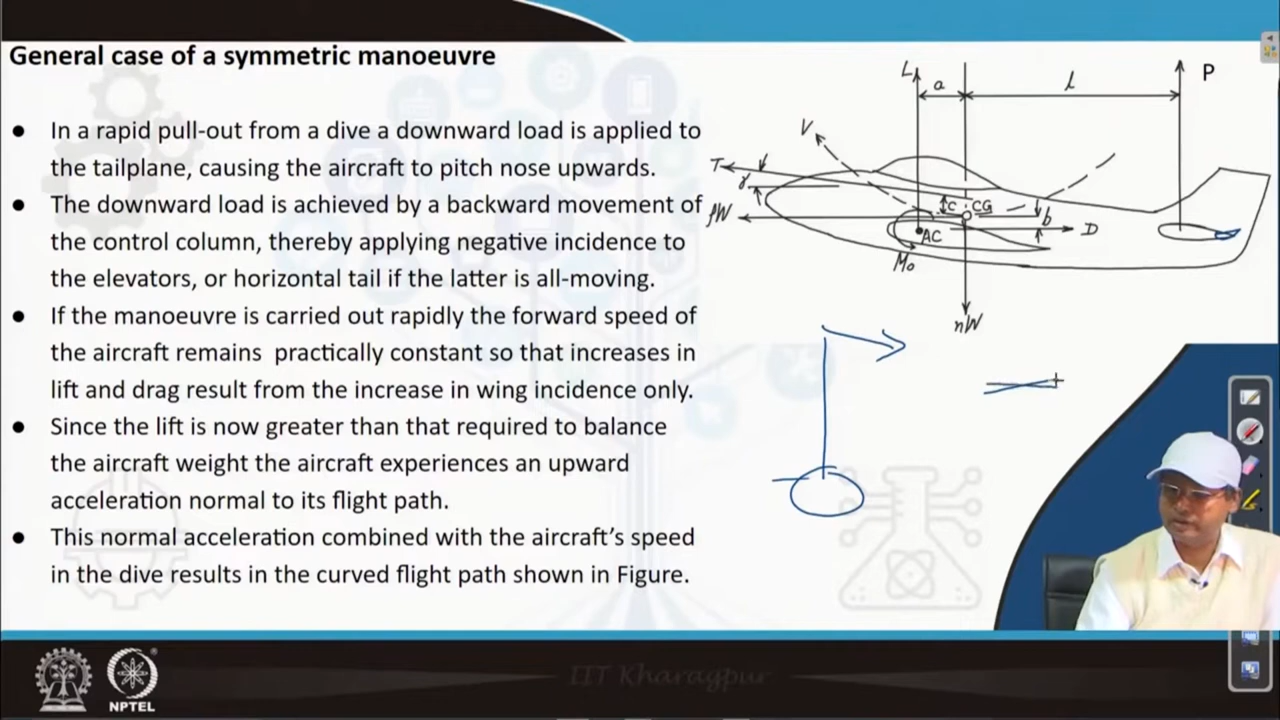 General case of a symmetric manoeuvre
● In a rapid pull-out from a dive a downward load is applied to
the tailplane, causing the aircraft to pitch nose upwards.
● The downward load is achieved by a backward movement of
the control column, thereby applying negative incidence to
the elevators, or horizontal tail if the latter is all-moving.
● If the manoeuvre is carried out rapidly the forward speed of
the aircraft remains practically constant so that increases in
lift and drag result from the increase in wing incidence only.
● Since the lift is now greater than that required to balance
the aircraft weight the aircraft experiences an upward
acceleration normal to its flight path.
● This normal acceleration combined with the aircraft's speed
in the dive results in the curved flight path shown in Figure.
L
a
l
P
V
T
γ
fW
C
CG
b
AC
D
Mo
nW
IIT Kharagpur
NPTEL